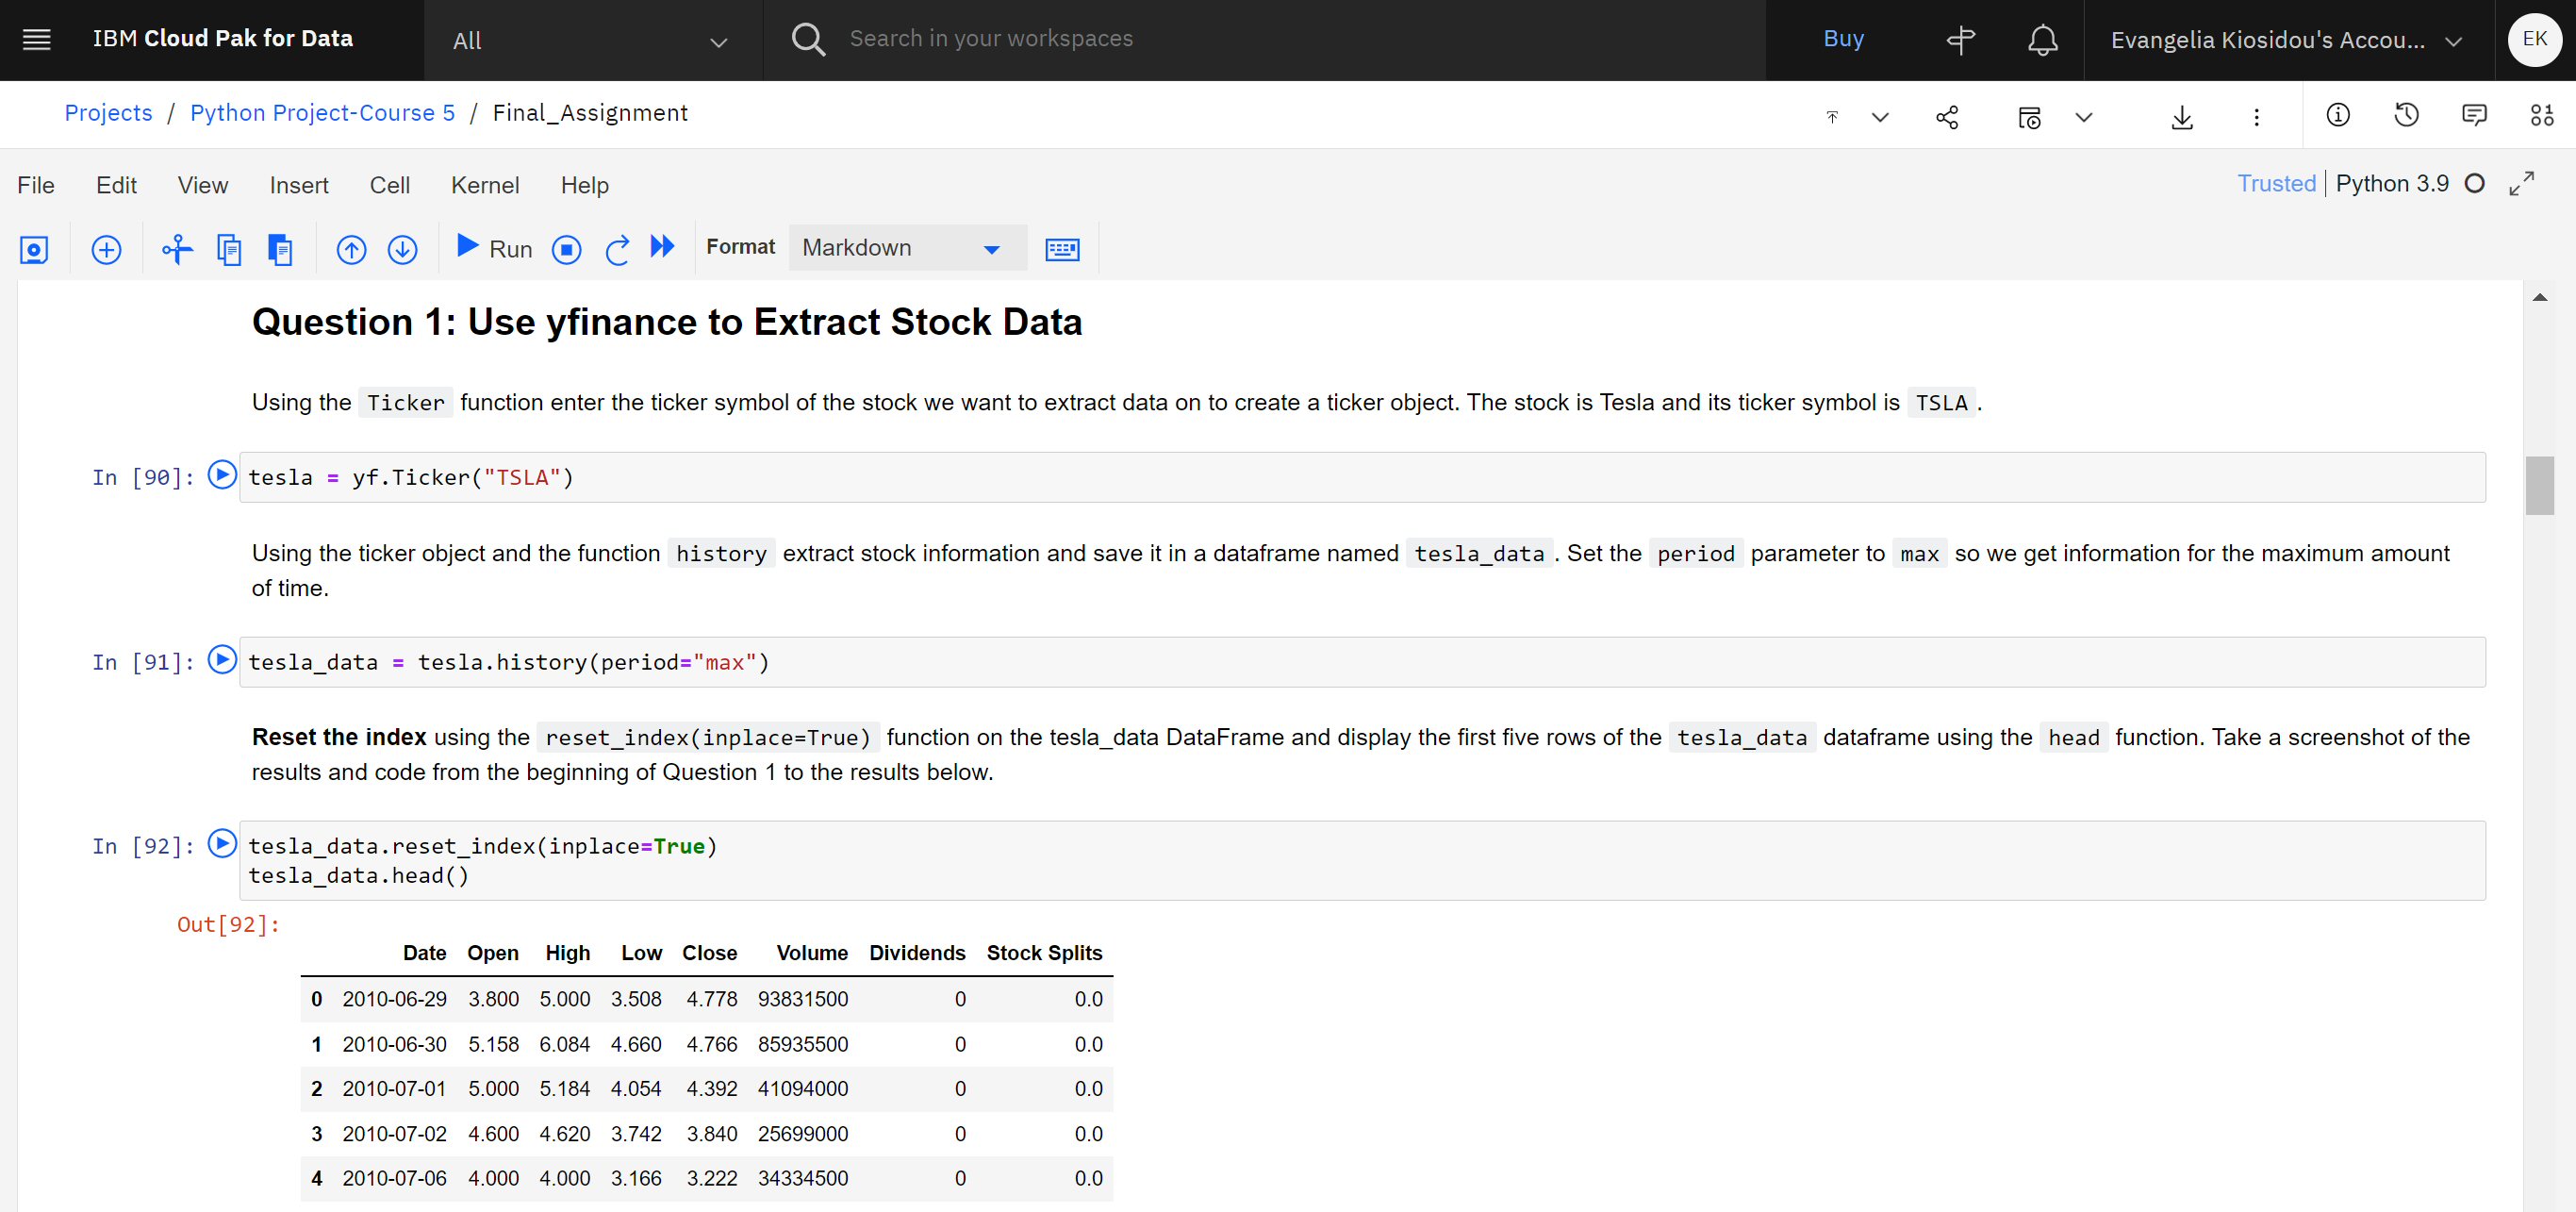 IBM Cloud Pak for Data All Search in your workspaces Buy Evangelia Kiosidou's Accou... EK
Projects / Python Project-Course 5 / Final_Assignment
File Edit View Insert Cell Kernel Help Trusted Python 3.9
Run Format Markdown
Question 1: Use yfinance to Extract Stock Data
Using the Ticker function enter the ticker symbol of the stock we want to extract data on to create a ticker object. The stock is Tesla and its ticker symbol is TSLA .
In [90]: tesla = yf.Ticker("TSLA")
Using the ticker object and the function history extract stock information and save it in a dataframe named tesla_data . Set the period parameter to max so we get information for the maximum amount
of time.
In [91]: tesla_data = tesla.history(period="max")
Reset the index using the reset_index(inplace=True) function on the tesla_data DataFrame and display the first five rows of the tesla_data dataframe using the head function. Take a screenshot of the
results and code from the beginning of Question 1 to the results below.
In [92]: tesla_data.reset_index(inplace=True)
tesla_data.head()
Out[92]:
Date Open High Low Close Volume Dividends Stock Splits
0 2010-06-29 3.800 5.000 3.508 4.778 93831500 0 0.0
1 2010-06-30 5.158 6.084 4.660 4.766 85935500 0 0.0
2 2010-07-01 5.000 5.184 4.054 4.392 41094000 0 0.0
3 2010-07-02 4.600 4.620 3.742 3.840 25699000 0 0.0
4 2010-07-06 4.000 4.000 3.166 3.222 34334500 0 0.0